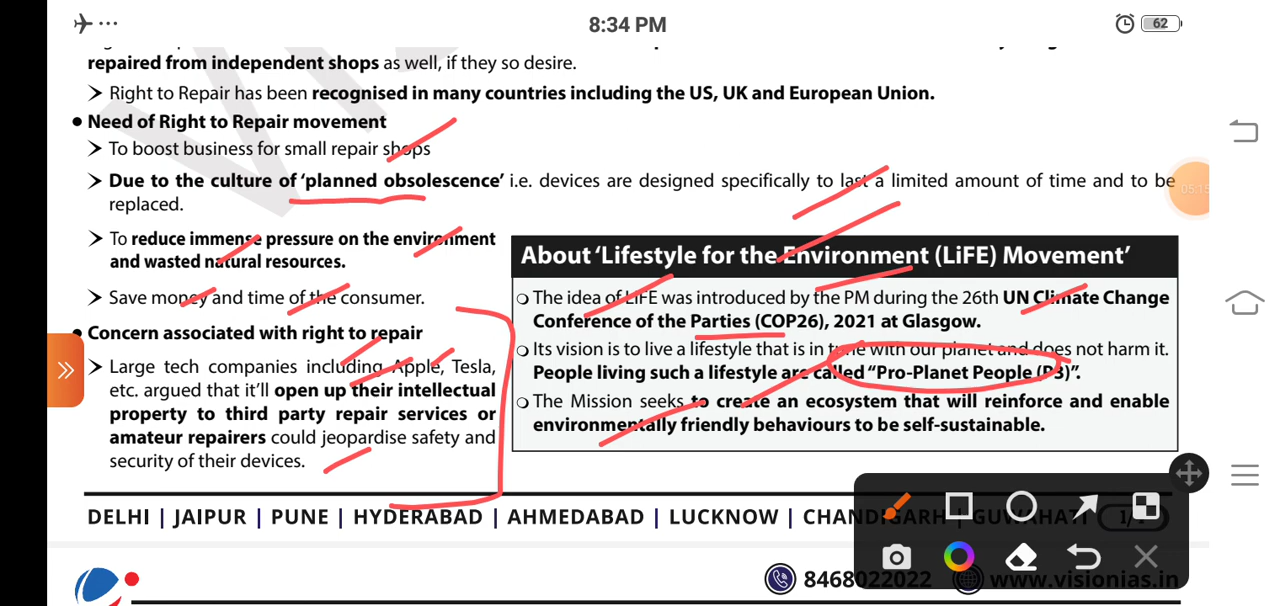 8:34 PM
62
repaired from independent shops as well, if they so desire.
➤ Right to Repair has been recognised in many countries including the US, UK and European Union.
● Need of Right to Repair movement
➤ To boost business for small repair shops
➤ Due to the culture of ‘planned obsolescence’ i.e. devices are designed specifically to last a limited amount of time and to be
replaced.
05:15
➤ To reduce immense pressure on the environment
and wasted natural resources.
➤ Save money and time of the consumer.
● Concern associated with right to repair
➤ Large tech companies including Apple, Tesla,
etc. argued that it’ll open up their intellectual
property to third party repair services or
amateur repairers could jeopardise safety and
security of their devices.
About ‘Lifestyle for the Environment (LiFE) Movement’
○ The idea of LiFE was introduced by the PM during the 26th UN Climate Change
Conference of the Parties (COP26), 2021 at Glasgow.
○ Its vision is to live a lifestyle that is in tune with our planet and does not harm it.
People living such a lifestyle are called “Pro-Planet People (P3)”.
○ The Mission seeks to create an ecosystem that will reinforce and enable
environmentally friendly behaviours to be self-sustainable.
DELHI | JAIPUR | PUNE | HYDERABAD | AHMEDABAD | LUCKNOW | CHANDIGARH | GUWAHATI
8468022022 www.visionias.in